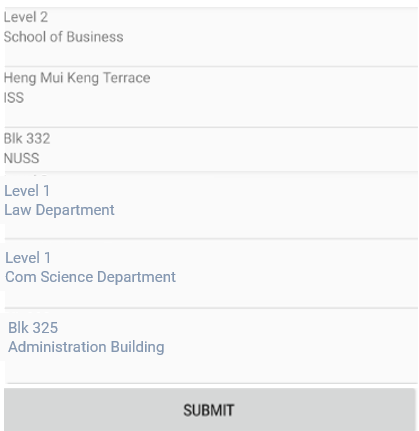 Level 2
School of Business
Heng Mui Keng Terrace
ISS
Blk 332
NUSS
Level 1
Law Department
Level 1
Com Science Department
Blk 325
Administration Building
SUBMIT